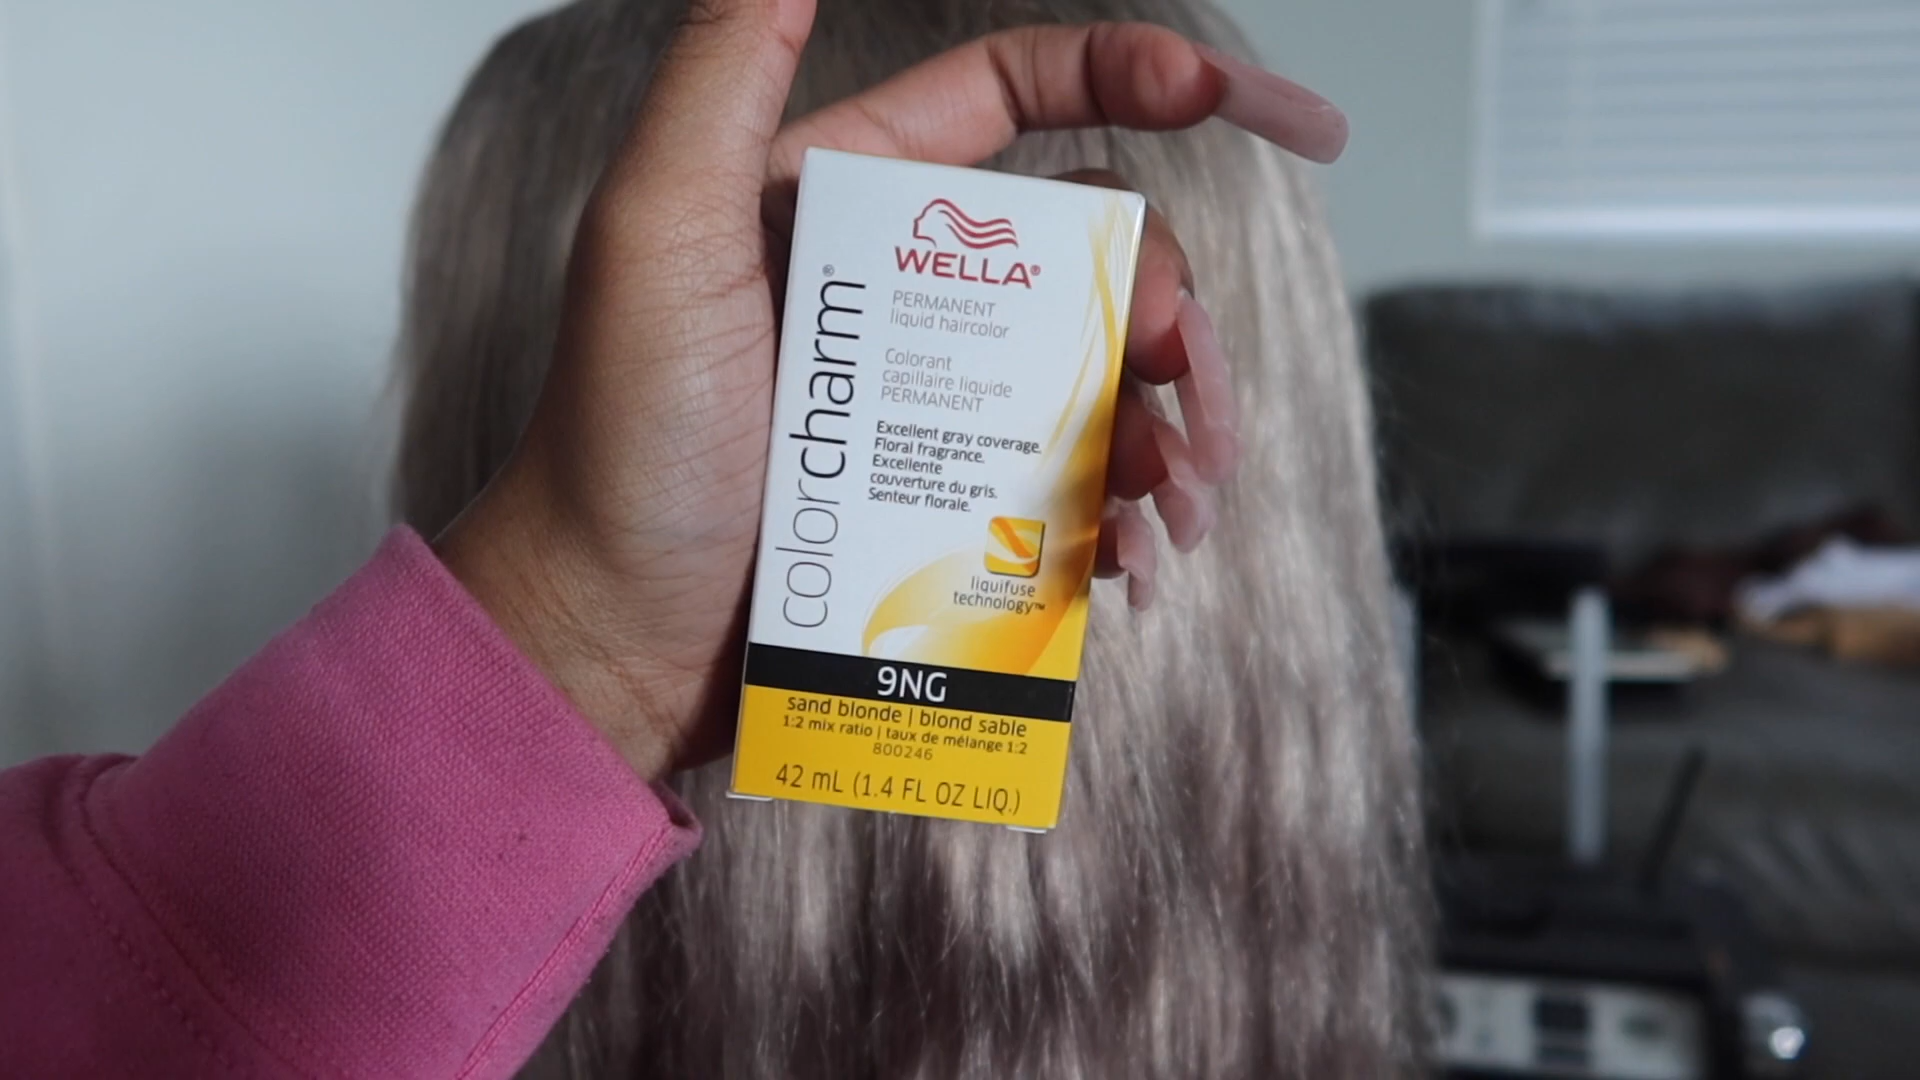 WELLA®
colorcharm®
PERMANENT
liquid haircolor
Colorant
capillaire liquide
PERMANENT
Excellent gray coverage.
Floral fragrance.
Excellente
couverture du gris.
Senteur florale.
liquifuse
technology™
9NG
sand blonde | blond sable
1:2 mix ratio | taux de mélange 1:2
800246
42 mL (1.4 FL OZ LIQ.)